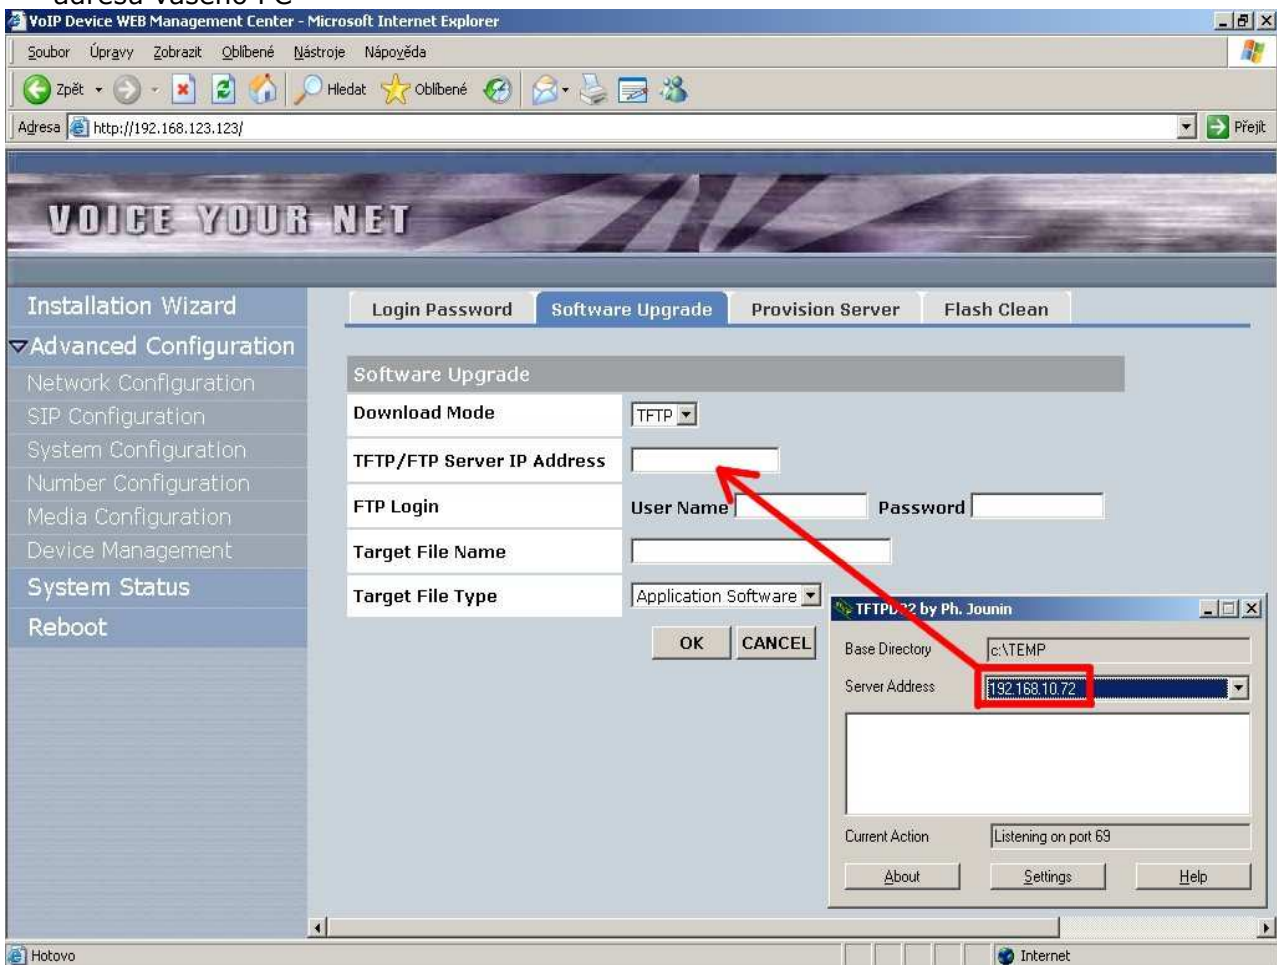 adresu vašeho PC
VoIP Device WEB Management Center - Microsoft Internet Explorer
Soubor Úpravy Zobrazit Oblíbené Nástroje Nápověda
Zpět Hledat Oblíbené
Adresa http://192.168.123.123/ Přejít
VOICE YOUR NET
Installation Wizard
Advanced Configuration
Network Configuration
SIP Configuration
System Configuration
Number Configuration
Media Configuration
Device Management
System Status
Reboot
Login Password Software Upgrade Provision Server Flash Clean
Software Upgrade
Download Mode TFTP
TFTP/FTP Server IP Address
FTP Login User Name Password
Target File Name
Target File Type Application Software
OK CANCEL
TFTPD32 by Ph. Jounin
Base Directory c:\TEMP
Server Address 192.168.10.72
Current Action Listening on port 69
About Settings Help
Hotovo Internet